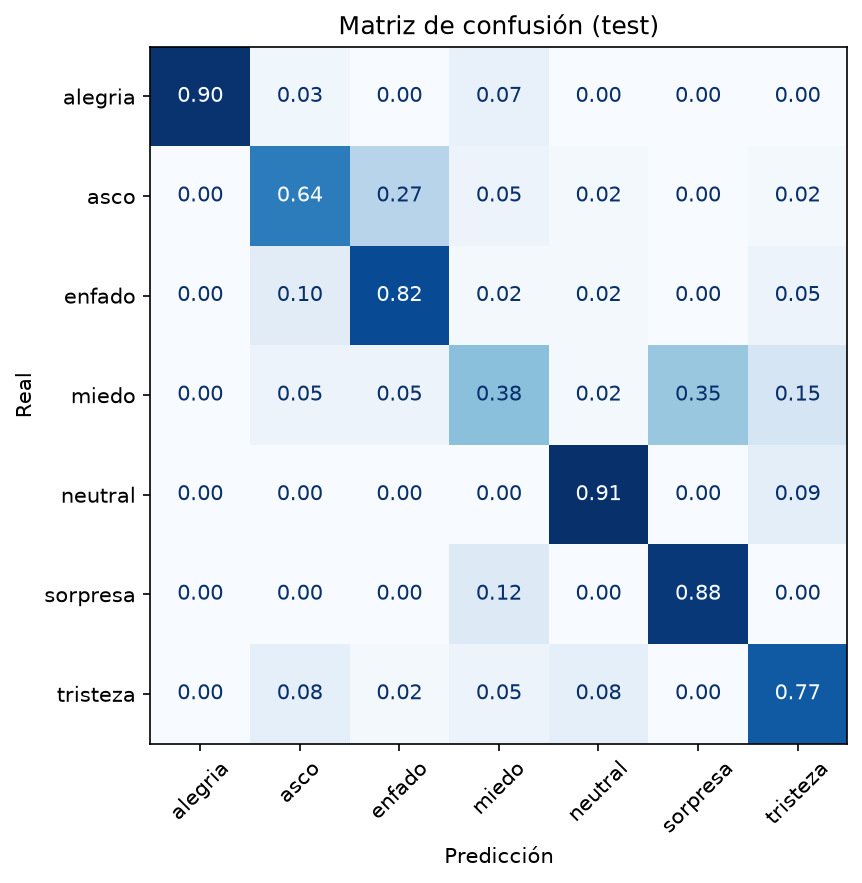 Matriz de confusión (test)
Real
alegria 0.90 0.03 0.00 0.07 0.00 0.00 0.00
asco 0.00 0.64 0.27 0.05 0.02 0.00 0.02
enfado 0.00 0.10 0.82 0.02 0.02 0.00 0.05
miedo 0.00 0.05 0.05 0.38 0.02 0.35 0.15
neutral 0.00 0.00 0.00 0.00 0.91 0.00 0.09
sorpresa 0.00 0.00 0.00 0.12 0.00 0.88 0.00
tristeza 0.00 0.08 0.02 0.05 0.08 0.00 0.77
alegria asco enfado miedo neutral sorpresa tristeza
Predicción